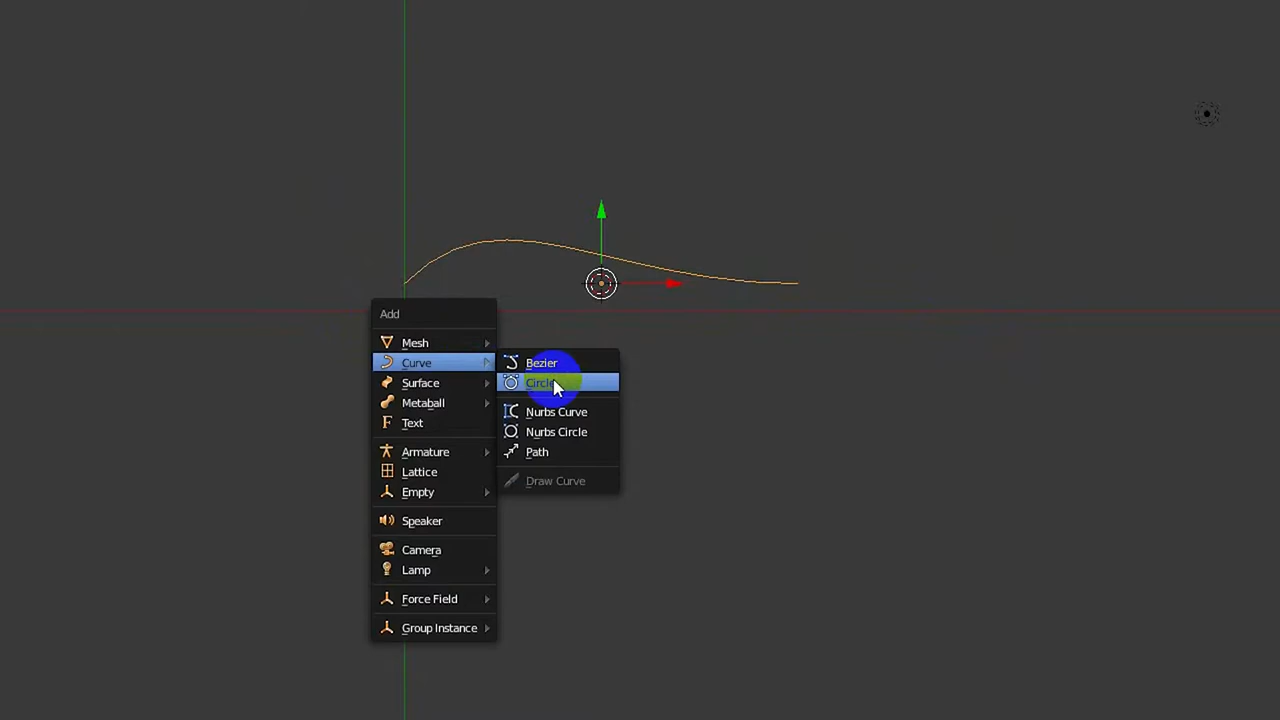 Add
Mesh
Curve
Surface
Metaball
Text
Armature
Lattice
Empty
Speaker
Camera
Lamp
Force Field
Group Instance
Bezier
Circle
Nurbs Curve
Nurbs Circle
Path
Draw Curve